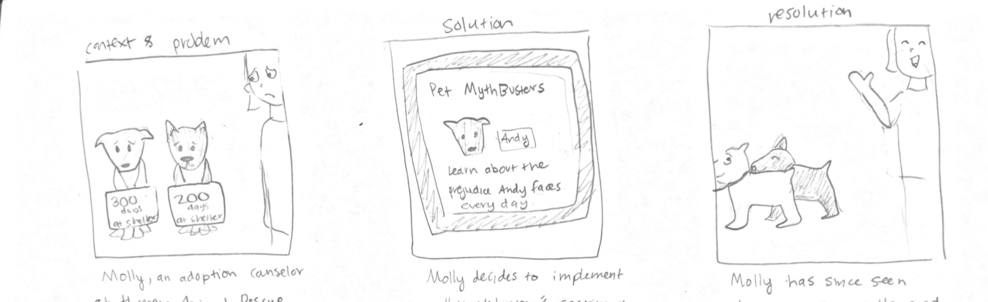 context & problem
300
days
at shelter
200
days
at shelter
Molly, an adoption counselor
solution
Pet MythBusters
Andy
Learn about the
prejudice Andy faces
every day.
Molly decides to implement
resolution
Molly has since seen